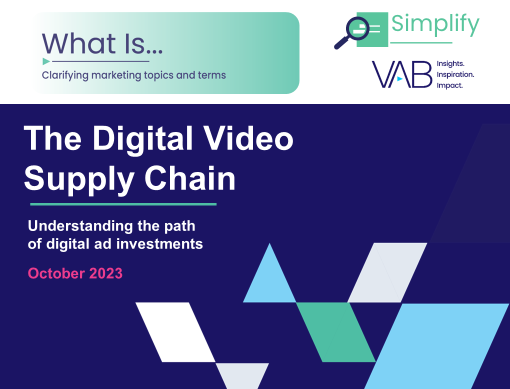 What Is...
Clarifying marketing topics and terms
Simplify
VAB
Insights.
Inspiration.
Impact.
The Digital Video
Supply Chain
Understanding the path
of digital ad investments
October 2023